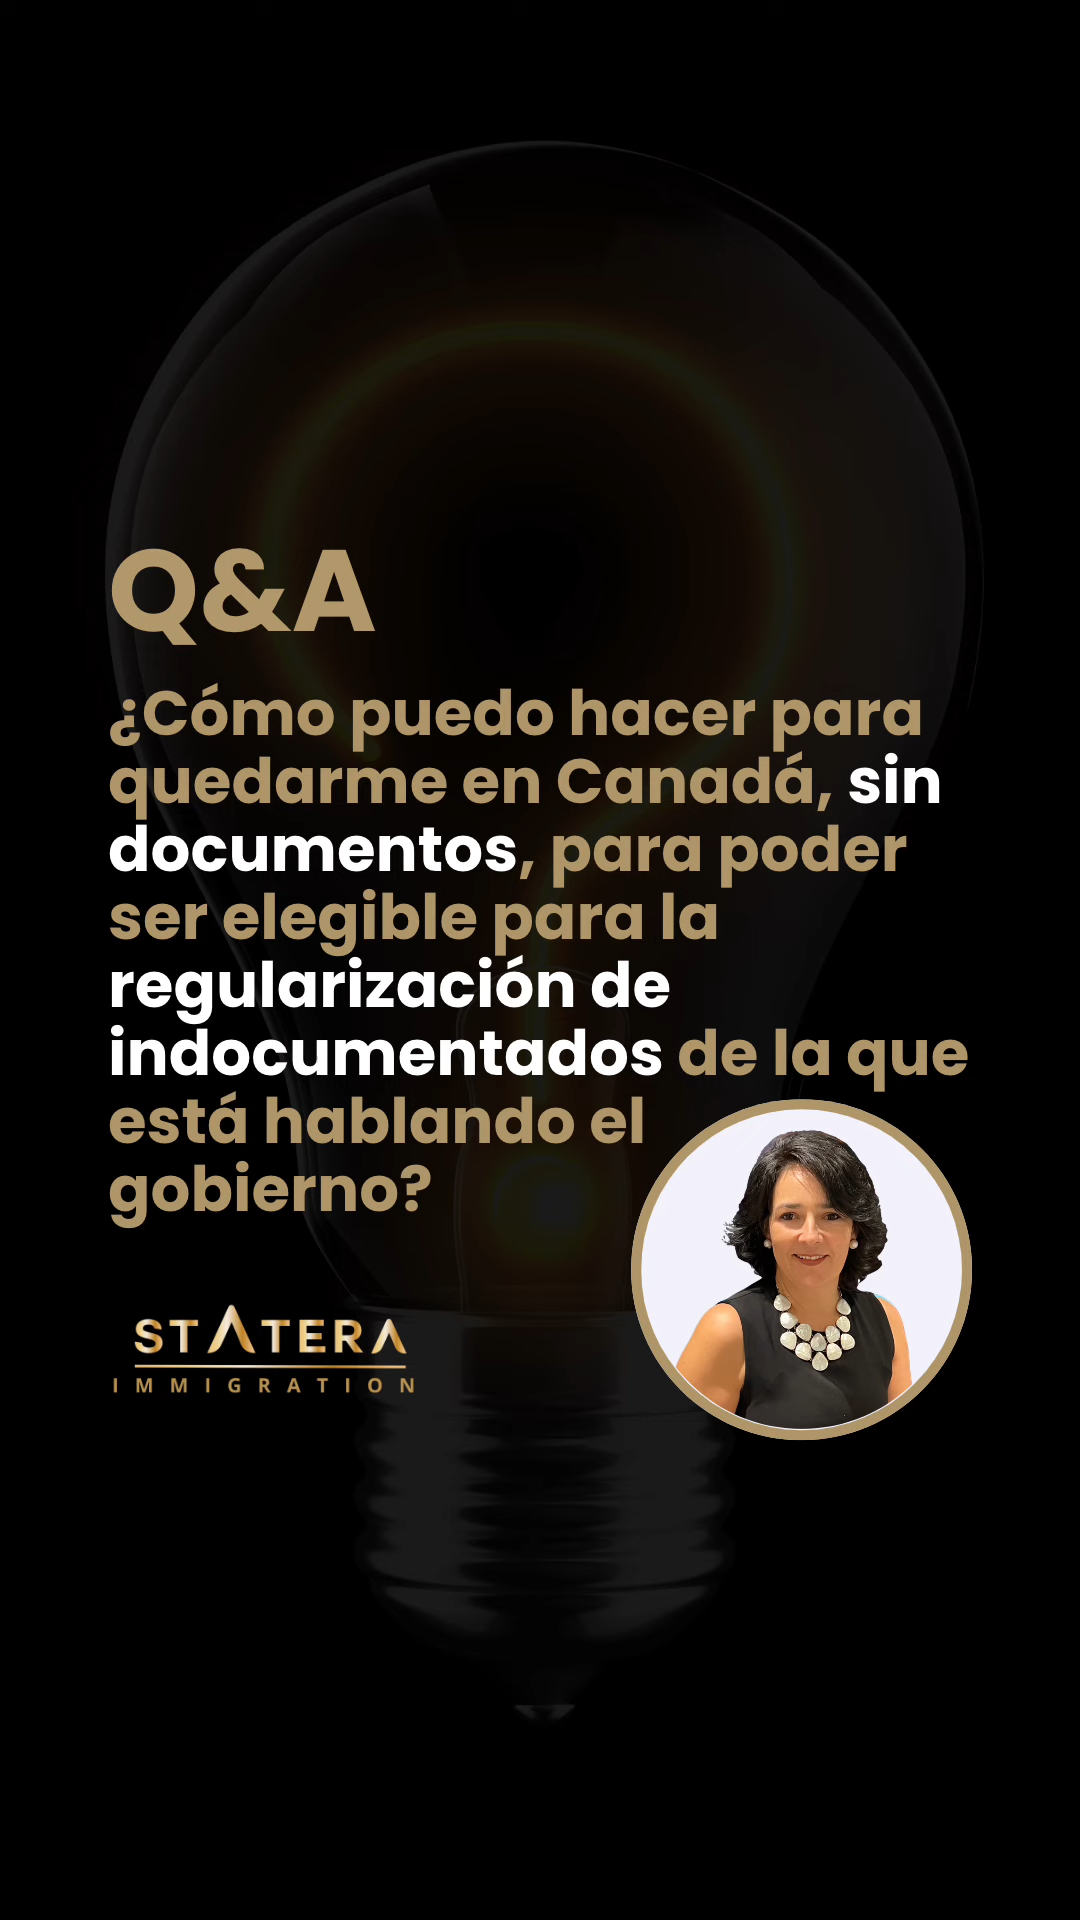 Q&A
¿Cómo puedo hacer para
quedarme en Canadá, sin
documentos, para poder
ser elegible para la
regularización de
indocumentados de la que
está hablando el
gobierno?
STATERA
IMMIGRATION